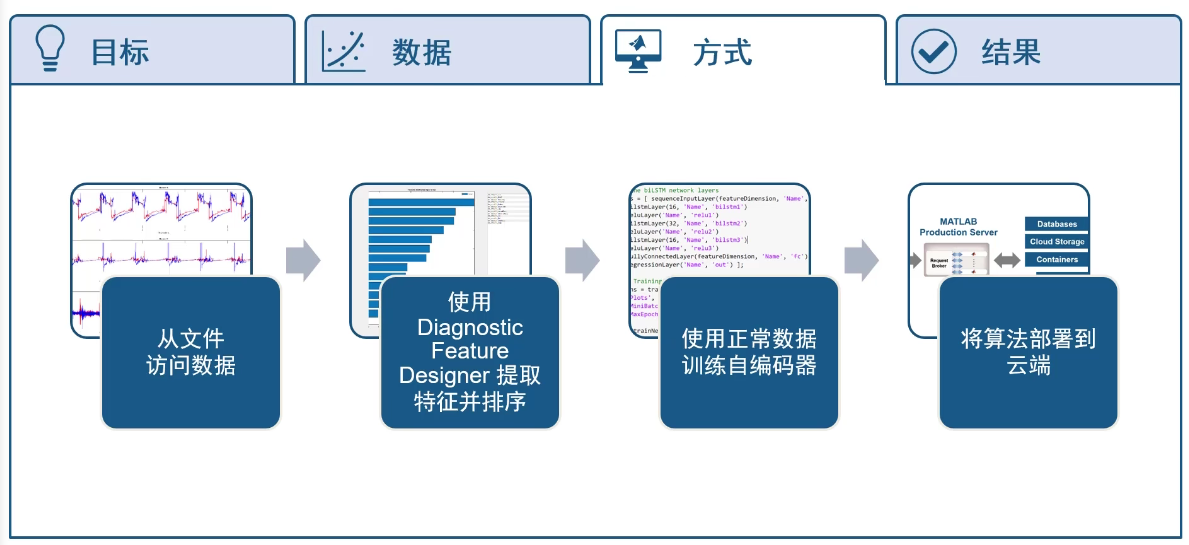 目标
数据
方式
结果
从文件
访问数据
使用
Diagnostic
Feature
Designer 提取
特征并排序
ne biLSTM network layers
s = [ sequenceInputLayer(featureDimension, 'Name',
ilstmLayer(16, 'Name', 'bilstm1')
eluLayer('Name', 'relu1')
ilstmLayer(32, 'Name', 'bilstm2')
eluLayer('Name', 'relu2')
ilstmLayer(16, 'Name', 'bilstm3')
eluLayer('Name', 'relu3')
ullyConnectedLayer(featureDimension, 'Name', 'fc')
egressionLayer('Name', 'out') ];
Training
ns = tra
Plots',
MiniBatc
MaxEpoch
trainNe
使用正常数据
训练自编码器
MATLAB
Production Server
Request
Broker
Databases
Cloud Storage
Containers
将算法部署到
云端